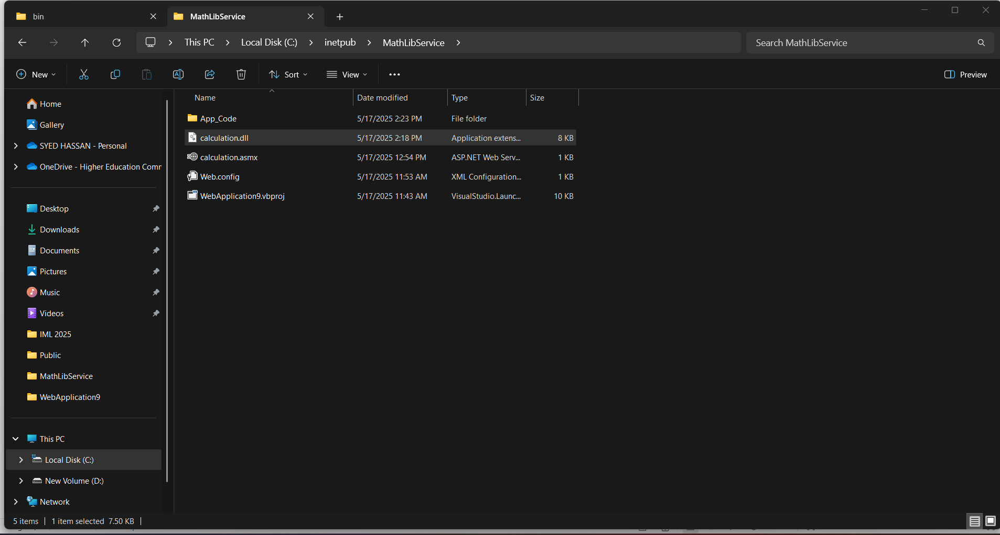 bin
MathLibService
This PC > Local Disk (C:) > inetpub > MathLibService >
Search MathLibService
New
Sort
View
Preview
Name Date modified Type Size
App_Code 5/17/2025 2:23 PM File folder
calculation.dll 5/17/2025 2:18 PM Application extens... 8 KB
calculation.asmx 5/17/2025 12:54 PM ASP.NET Web Serv... 1 KB
Web.config 5/17/2025 11:53 AM XML Configuration... 1 KB
WebApplication9.vbproj 5/17/2025 11:43 AM VisualStudio.Launc... 10 KB
Home
Gallery
SYED HASSAN - Personal
OneDrive - Higher Education Comr
Desktop
Downloads
Documents
Pictures
Music
Videos
IML 2025
Public
MathLibService
WebApplication9
This PC
Local Disk (C:)
New Volume (D:)
Network
5 items | 1 item selected 7.50 KB |